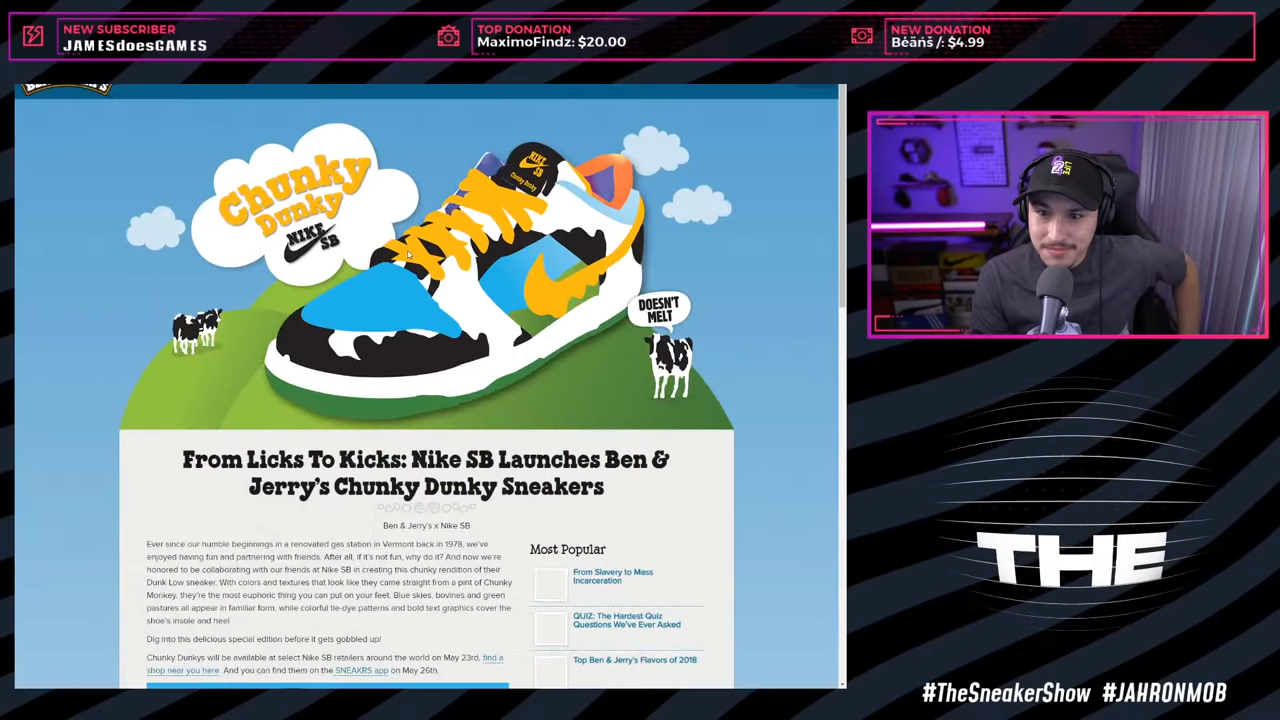 NEW SUBSCRIBER
JAMESdoesGAMES
TOP DONATION
MaximoFindz: $20.00
NEW DONATION
Bėäńš /: $4.99
Chunky
Dunky
NIKE
SB
NIKE
SB
Chunky Dunky
DOESN'T
MELT
From Licks To Kicks: Nike SB Launches Ben &
Jerry's Chunky Dunky Sneakers
Ben & Jerry's x Nike SB
Ever since our humble beginnings in a renovated gas station in Vermont back in 1978, we've
enjoyed having fun and partnering with friends. After all, if it's not fun, why do it? And now we're
honored to be collaborating with our friends at Nike SB in creating this chunky rendition of their
Dunk Low sneaker. With colors and textures that look like they came straight from a pint of Chunky
Monkey, they're the most euphoric thing you can put on your feet. Blue skies, bovines and green
pastures all appear in familiar form, while colorful tie-dye patterns and bold text graphics cover the
shoe's insole and heel
Dig into this delicious special edition before it gets gobbled up!
Chunky Dunkys will be available at select Nike SB retailers around the world on May 23rd, find a
shop near you here. And you can find them on the SNEAKRS app on May 26th.
Most Popular
From Slavery to Mass
Incarceration
QUIZ: The Hardest Quiz
Questions We've Ever Asked
Top Ben & Jerry's Flavors of 2018
THE
#TheSneakerShow #JAHRONMOB